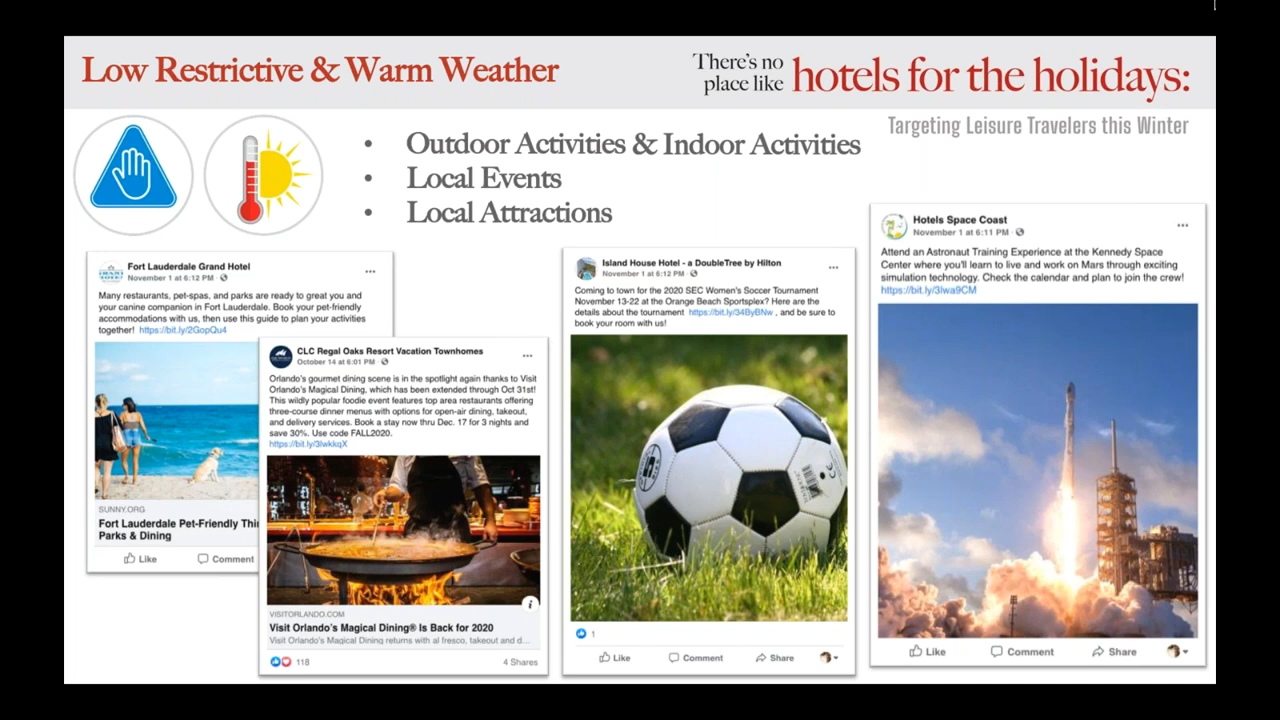 Low Restrictive & Warm Weather
There's no
place like
hotels for the holidays:
Targeting Leisure Travelers this Winter
• Outdoor Activities & Indoor Activities
• Local Events
• Local Attractions
Fort Lauderdale Grand Hotel
November 1 at 6:12 PM ·
Many restaurants, pet-spas, and parks are ready to great you and
your canine companion in Fort Lauderdale. Book your pet-friendly
accommodations with us, then use this guide to plan your activities
together! https://bit.ly/2GopQu4
SUNNY.ORG
Fort Lauderdale Pet-Friendly Thi
Parks & Dining
Like Comment
CLC Regal Oaks Resort Vacation Townhomes
October 14 at 6:01 PM ·
Orlando's gourmet dining scene is in the spotlight again thanks to Visit
Orlando's Magical Dining, which has been extended through Oct 31st!
This wildly popular foodie event features top area restaurants offering
three-course dinner menus with options for open-air dining, takeout,
and delivery services. Book a stay now thru Dec. 17 for 3 nights and
save 30%. Use code FALL2020.
https://bit.ly/3lwkkqX
VISITORLANDO.COM
Visit Orlando's Magical Dining® Is Back for 2020
Visit Orlando's Magical Dining returns with al fresco, takeout and d...
118 4 Shares
Island House Hotel - a DoubleTree by Hilton
November 1 at 6:12 PM ·
Coming to town for the 2020 SEC Women's Soccer Tournament
November 13-22 at the Orange Beach Sportsplex? Here are the
details about the tournament https://bit.ly/34ByBNw , and be sure to
book your room with us!
1
Like Comment Share
Hotels Space Coast
November 1 at 6:11 PM ·
Attend an Astronaut Training Experience at the Kennedy Space
Center where you'll learn to live and work on Mars through exciting
simulation technology. Check the calendar and plan to join the crew!
https://bit.ly/3lwa9CM
Like Comment Share